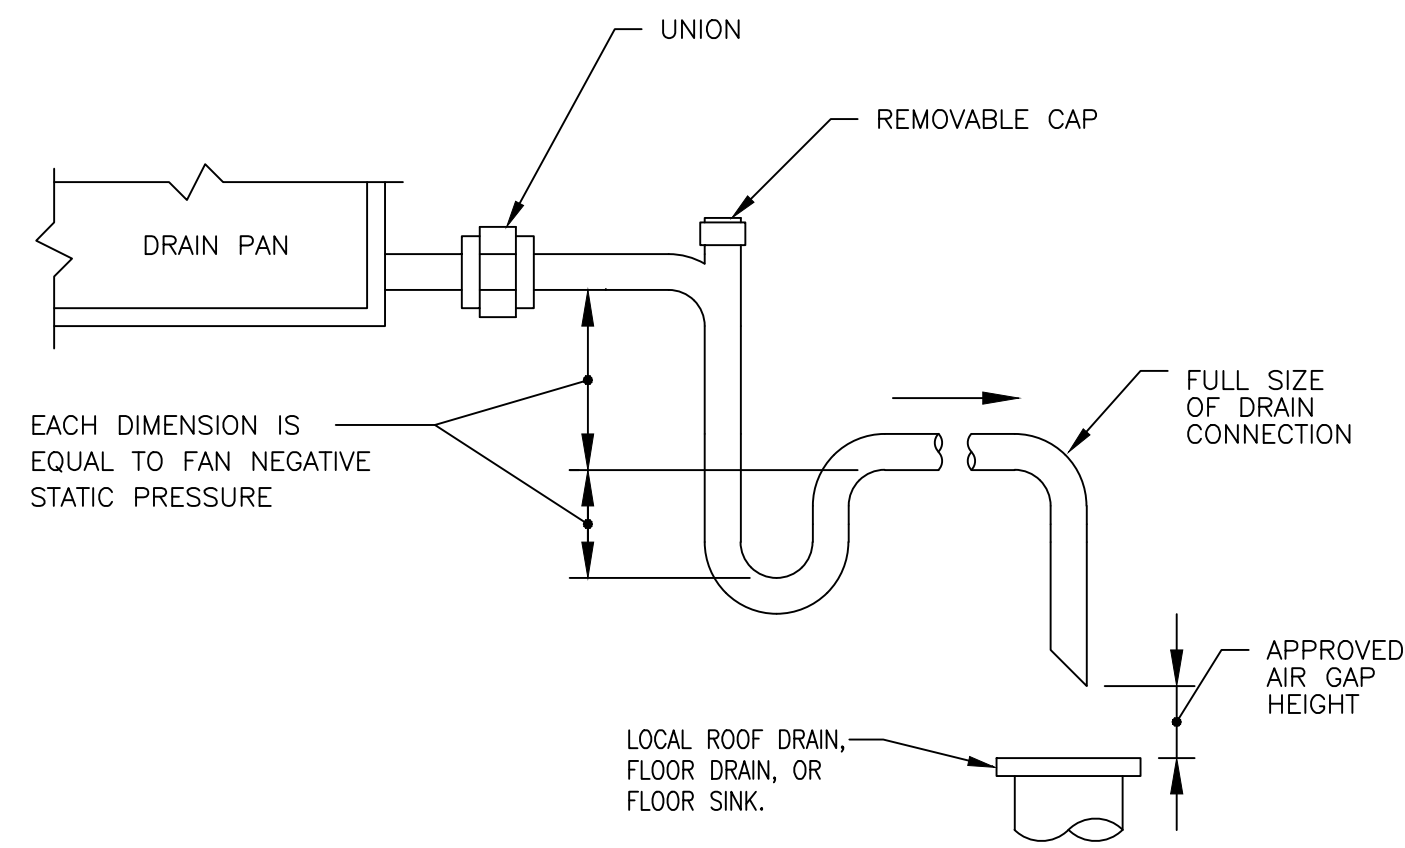 UNION
REMOVABLE CAP
DRAIN PAN
FULL SIZE
OF DRAIN
CONNECTION
EACH DIMENSION IS
EQUAL TO FAN NEGATIVE
STATIC PRESSURE
APPROVED
AIR GAP
HEIGHT
LOCAL ROOF DRAIN,
FLOOR DRAIN, OR
FLOOR SINK.